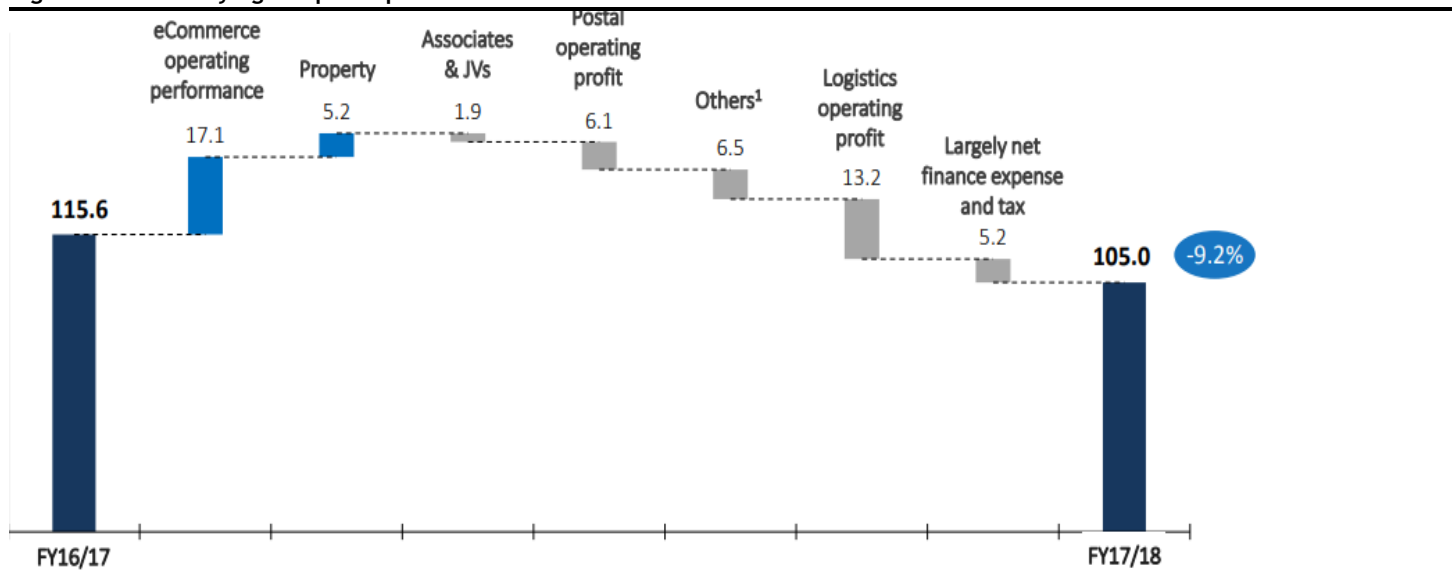 eCommerce
operating
performance
17.1
Property
5.2
Associates
& JVs
1.9
Postal
operating
profit
6.1
Others¹
6.5
Logistics
operating
profit
13.2
Largely net
finance expense
and tax
5.2
115.6
105.0
-9.2%
FY16/17
FY17/18